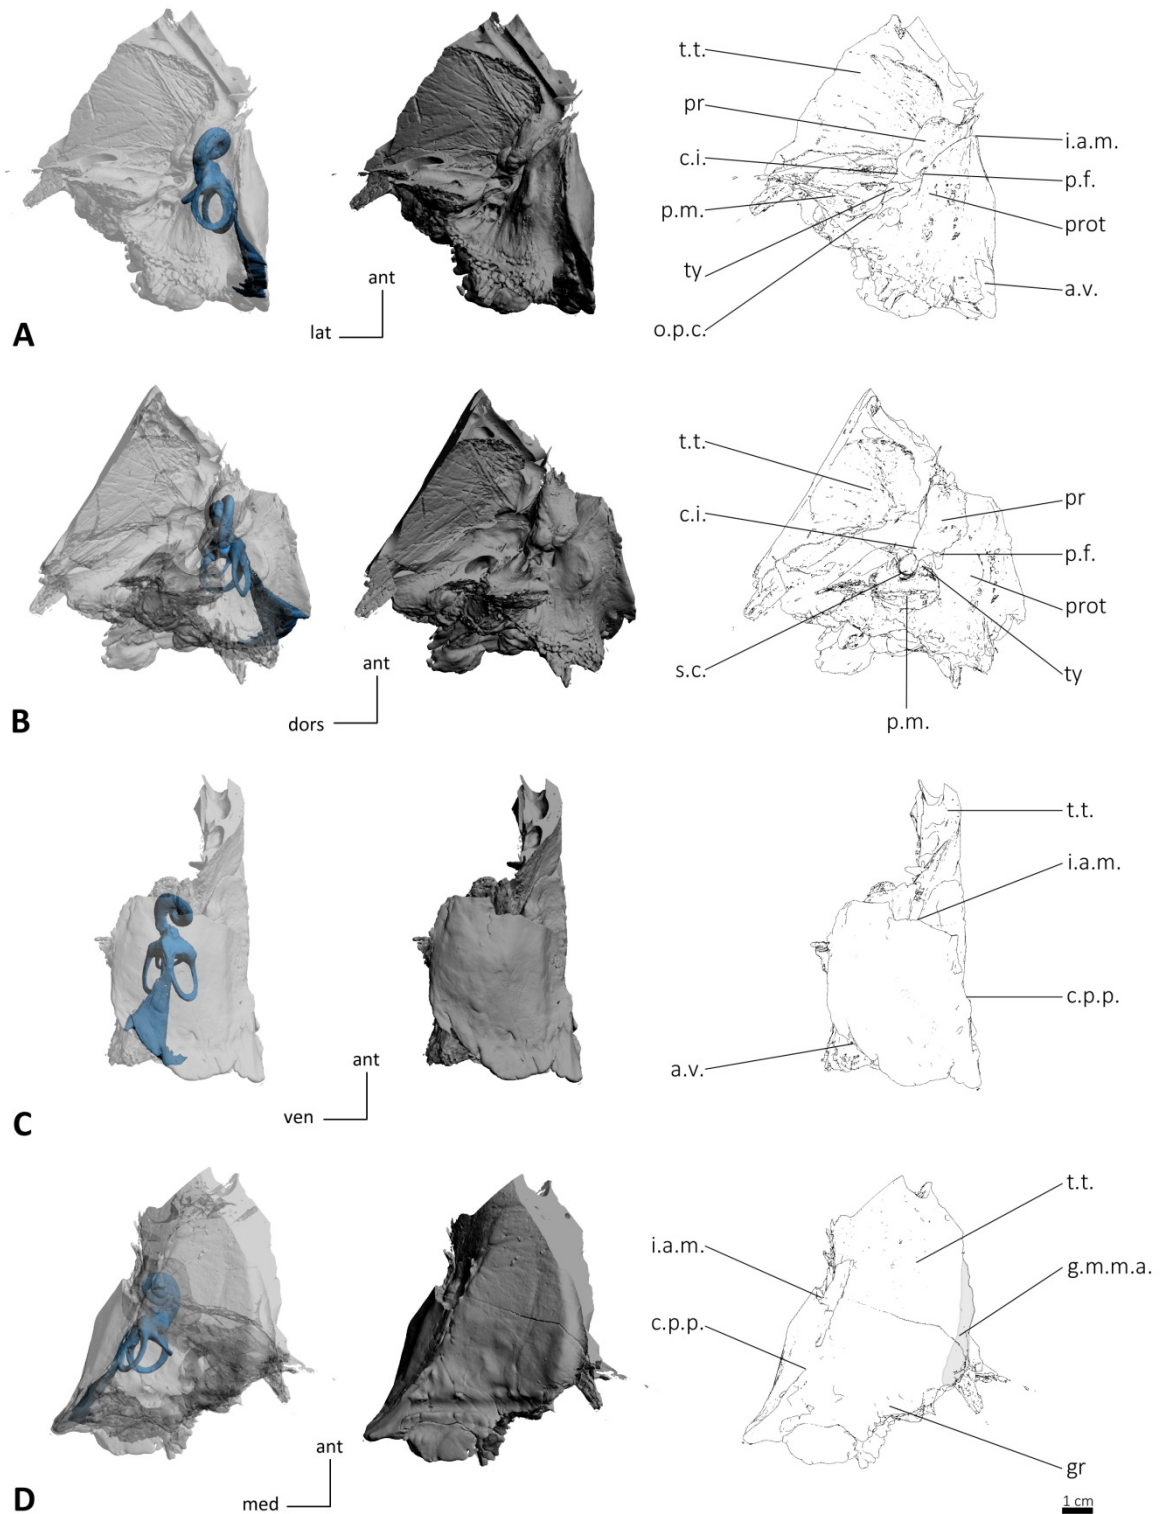 t.t.
pr
c.i.
p.m.
ty
o.p.c.
i.a.m.
p.f.
prot
a.v.
ant
lat
A
t.t.
c.i.
s.c.
p.m.
pr
p.f.
prot
ty
ant
dors
B
t.t.
i.a.m.
c.p.p.
a.v.
ant
ven
C
t.t.
i.a.m.
g.m.m.a.
c.p.p.
gr
ant
med
D
1 cm